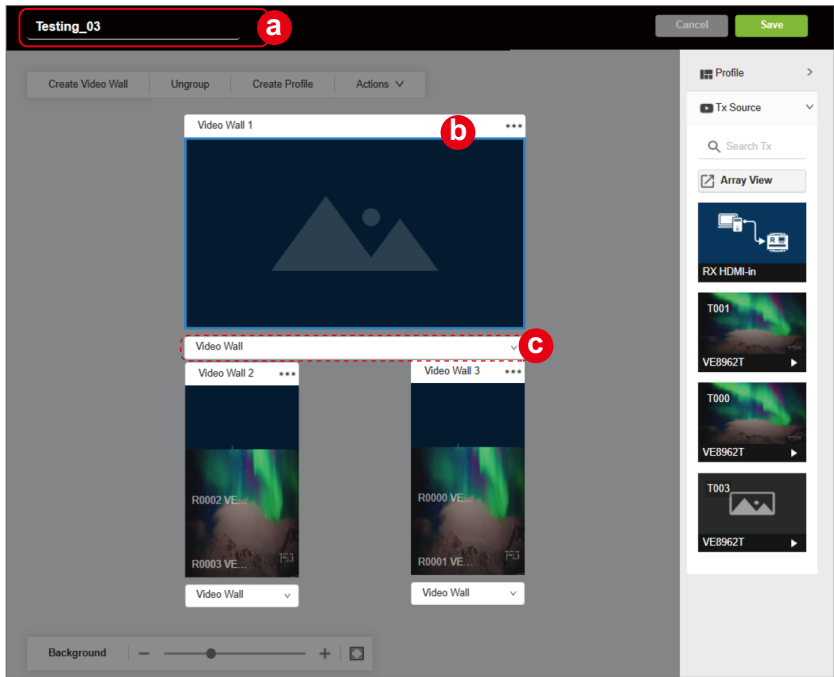 Testing_03
a
Cancel
Save
Create Video Wall
Ungroup
Create Profile
Actions
Profile
Tx Source
Search Tx
Array View
RX HDMI-in
T001
VE8962T
T000
VE8962T
T003
VE8962T
Video Wall 1
b
Video Wall
c
Video Wall 2
R0002 VE...
R0003 VE...
Video Wall
Video Wall 3
R0000 VE...
R0001 VE...
Video Wall
Background